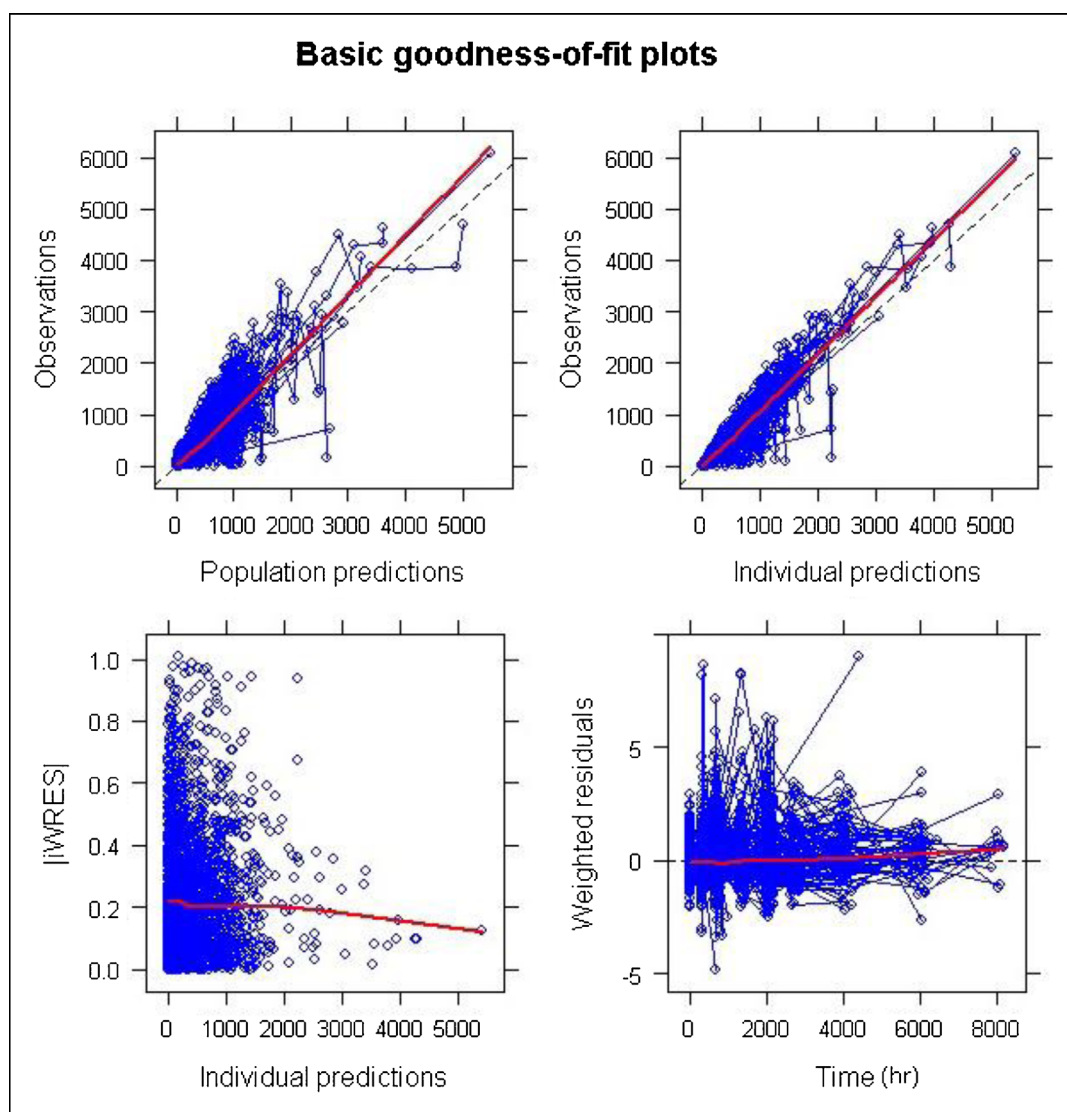 Basic goodness-of-fit plots
Observations
6000
5000
4000
3000
2000
1000
0
0 1000 2000 3000 4000 5000
Population predictions
Observations
6000
5000
4000
3000
2000
1000
0
0 1000 2000 3000 4000 5000
Individual predictions
|iWRES|
1.0
0.8
0.6
0.4
0.2
0.0
0 1000 2000 3000 4000 5000
Individual predictions
Weighted residuals
5
0
-5
0 2000 4000 6000 8000
Time (hr)